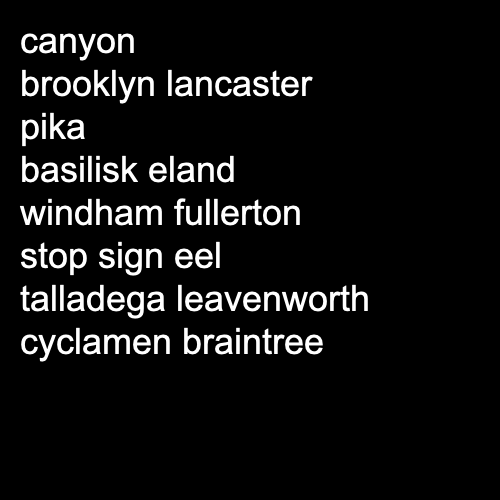 canyon
brooklyn lancaster
pika
basilisk eland
windham fullerton
stop sign eel
talladega leavenworth
cyclamen braintree